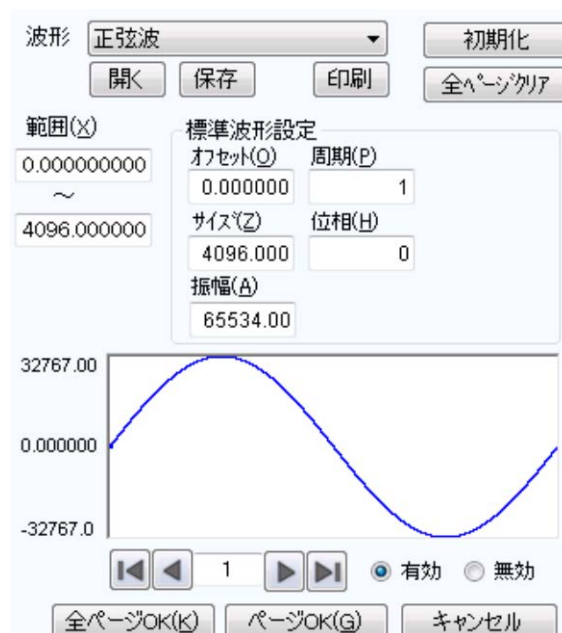 波形 正弦波 初期化
開く 保存 印刷 全ﾍﾟｰｼﾞｸﾘｱ
範囲(X) 標準波形設定
0.000000000 ｵﾌｾｯﾄ(O) 周期(P)
～ 0.000000 1
4096.000000 ｻｲｽﾞ(Z) 位相(H)
4096.000 0
振幅(A)
65534.00
32767.00
0.000000
-32767.0
1 有効 無効
全ページOK(K) ページOK(G) キャンセル